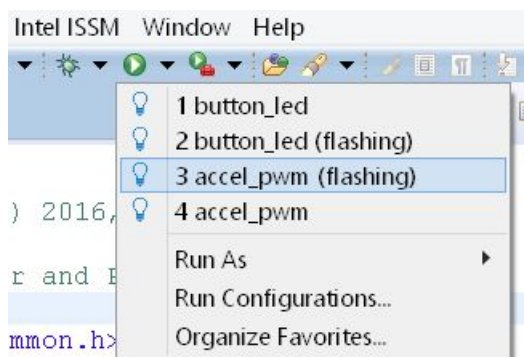 Intel ISSM Window Help
1 button_led
2 button_led (flashing)
3 accel_pwm (flashing)
) 2016,
4 accel_pwm
Run As
r and
Run Configurations...
mmon.h>
Organize Favorites...